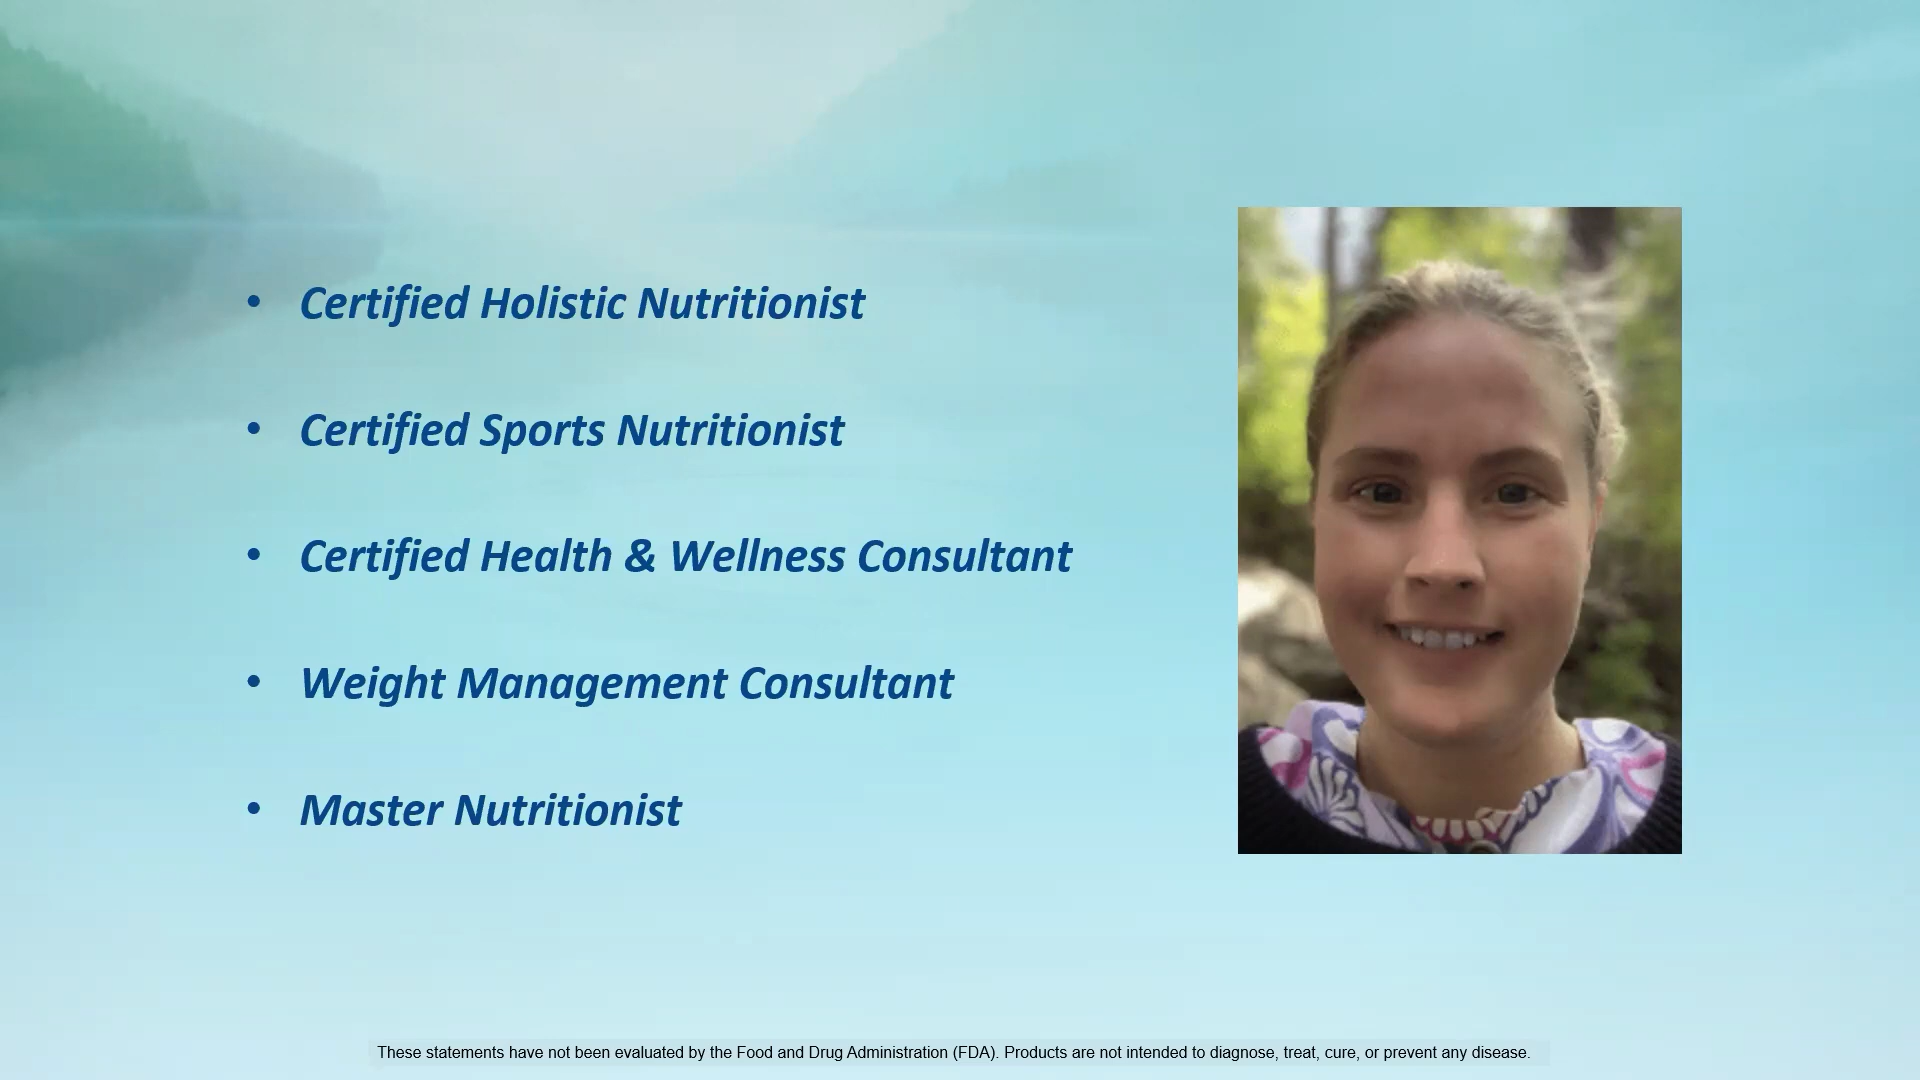 • Certified Holistic Nutritionist
• Certified Sports Nutritionist
• Certified Health & Wellness Consultant
• Weight Management Consultant
• Master Nutritionist
These statements have not been evaluated by the Food and Drug Administration (FDA). Products are not intended to diagnose, treat, cure, or prevent any disease.